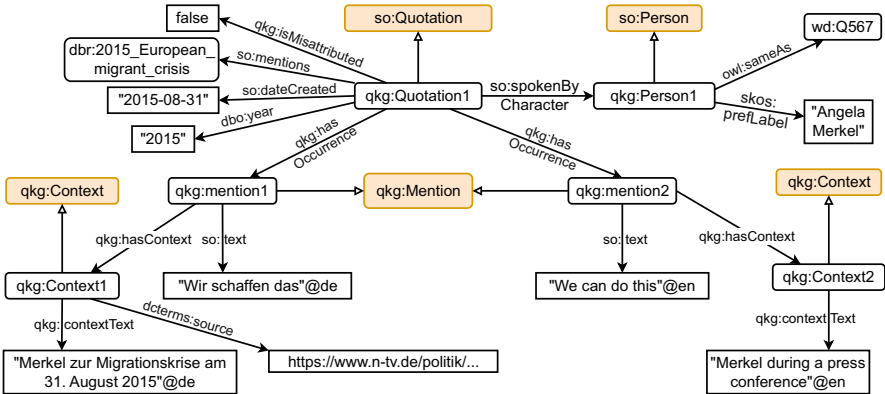 false
so:Quotation
so:Person
qkg:isMisattributed
wd:Q567
dbr:2015_European_
migrant_crisis
so:mentions
owl:sameAs
so:dateCreated
"2015-08-31"
qkg:Quotation1
so:spokenBy
Character
qkg:Person1
skos:
prefLabel
"Angela
Merkel"
dbo:year
"2015"
qkg:has
Occurrence
qkg:has
Occurrence
qkg:Context
qkg:mention1
qkg:Mention
qkg:mention2
qkg:Context
qkg:hasContext
so: text
so: text
qkg:hasContext
qkg:Context1
"Wir schaffen das"@de
"We can do this"@en
qkg:Context2
dcterms:source
qkg: contextText
qkg:context Text
"Merkel zur Migrationskrise am
31. August 2015"@de
https://www.n-tv.de/politik/...
"Merkel during a press
conference"@en